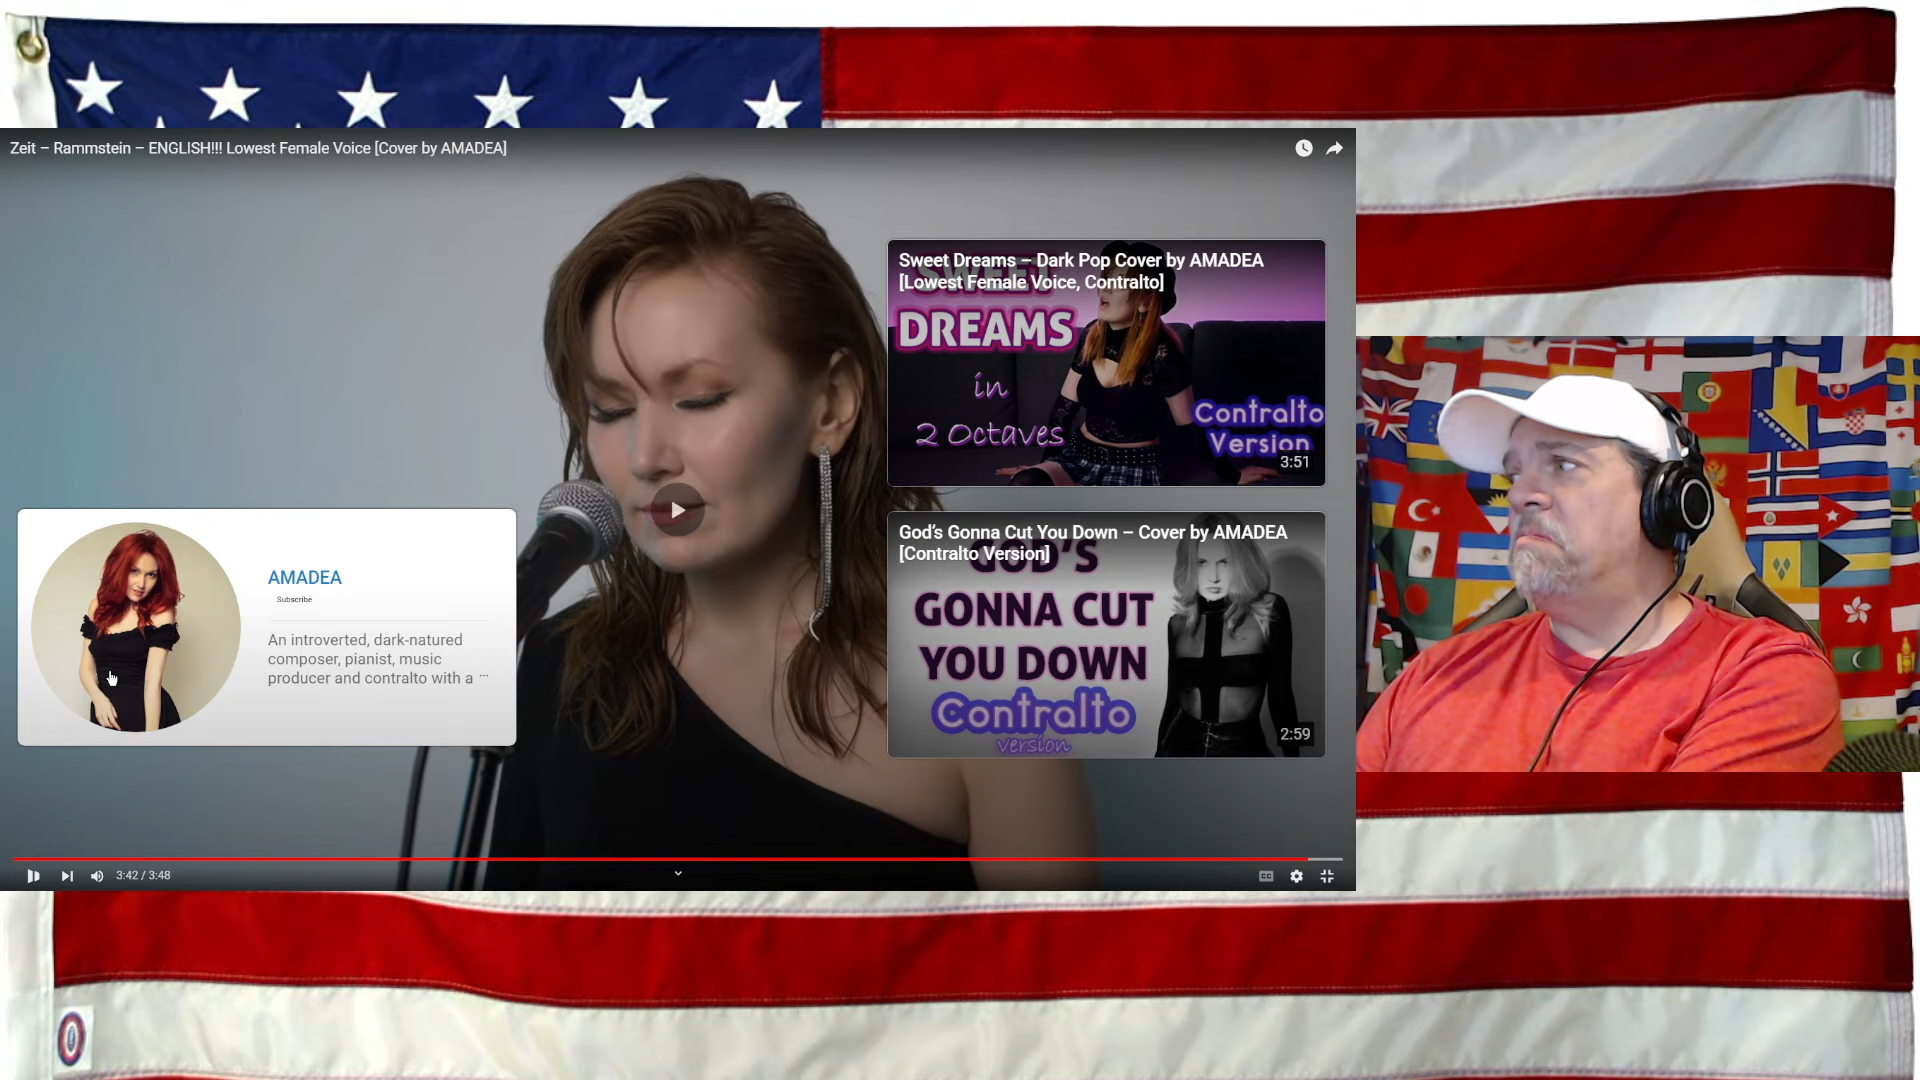 Zeit – Rammstein – ENGLISH!!! Lowest Female Voice [Cover by AMADEA]
Sweet Dreams – Dark Pop Cover by AMADEA
[Lowest Female Voice, Contralto]
SWEET
DREAMS
in
2 Octaves
Contralto
Version
3:51
God’s Gonna Cut You Down – Cover by AMADEA
[Contralto Version]
GOD'S
GONNA CUT
YOU DOWN
Contralto
version
2:59
AMADEA
Subscribe
An introverted, dark-natured
composer, pianist, music
producer and contralto with a ...
3:42 / 3:48
CC